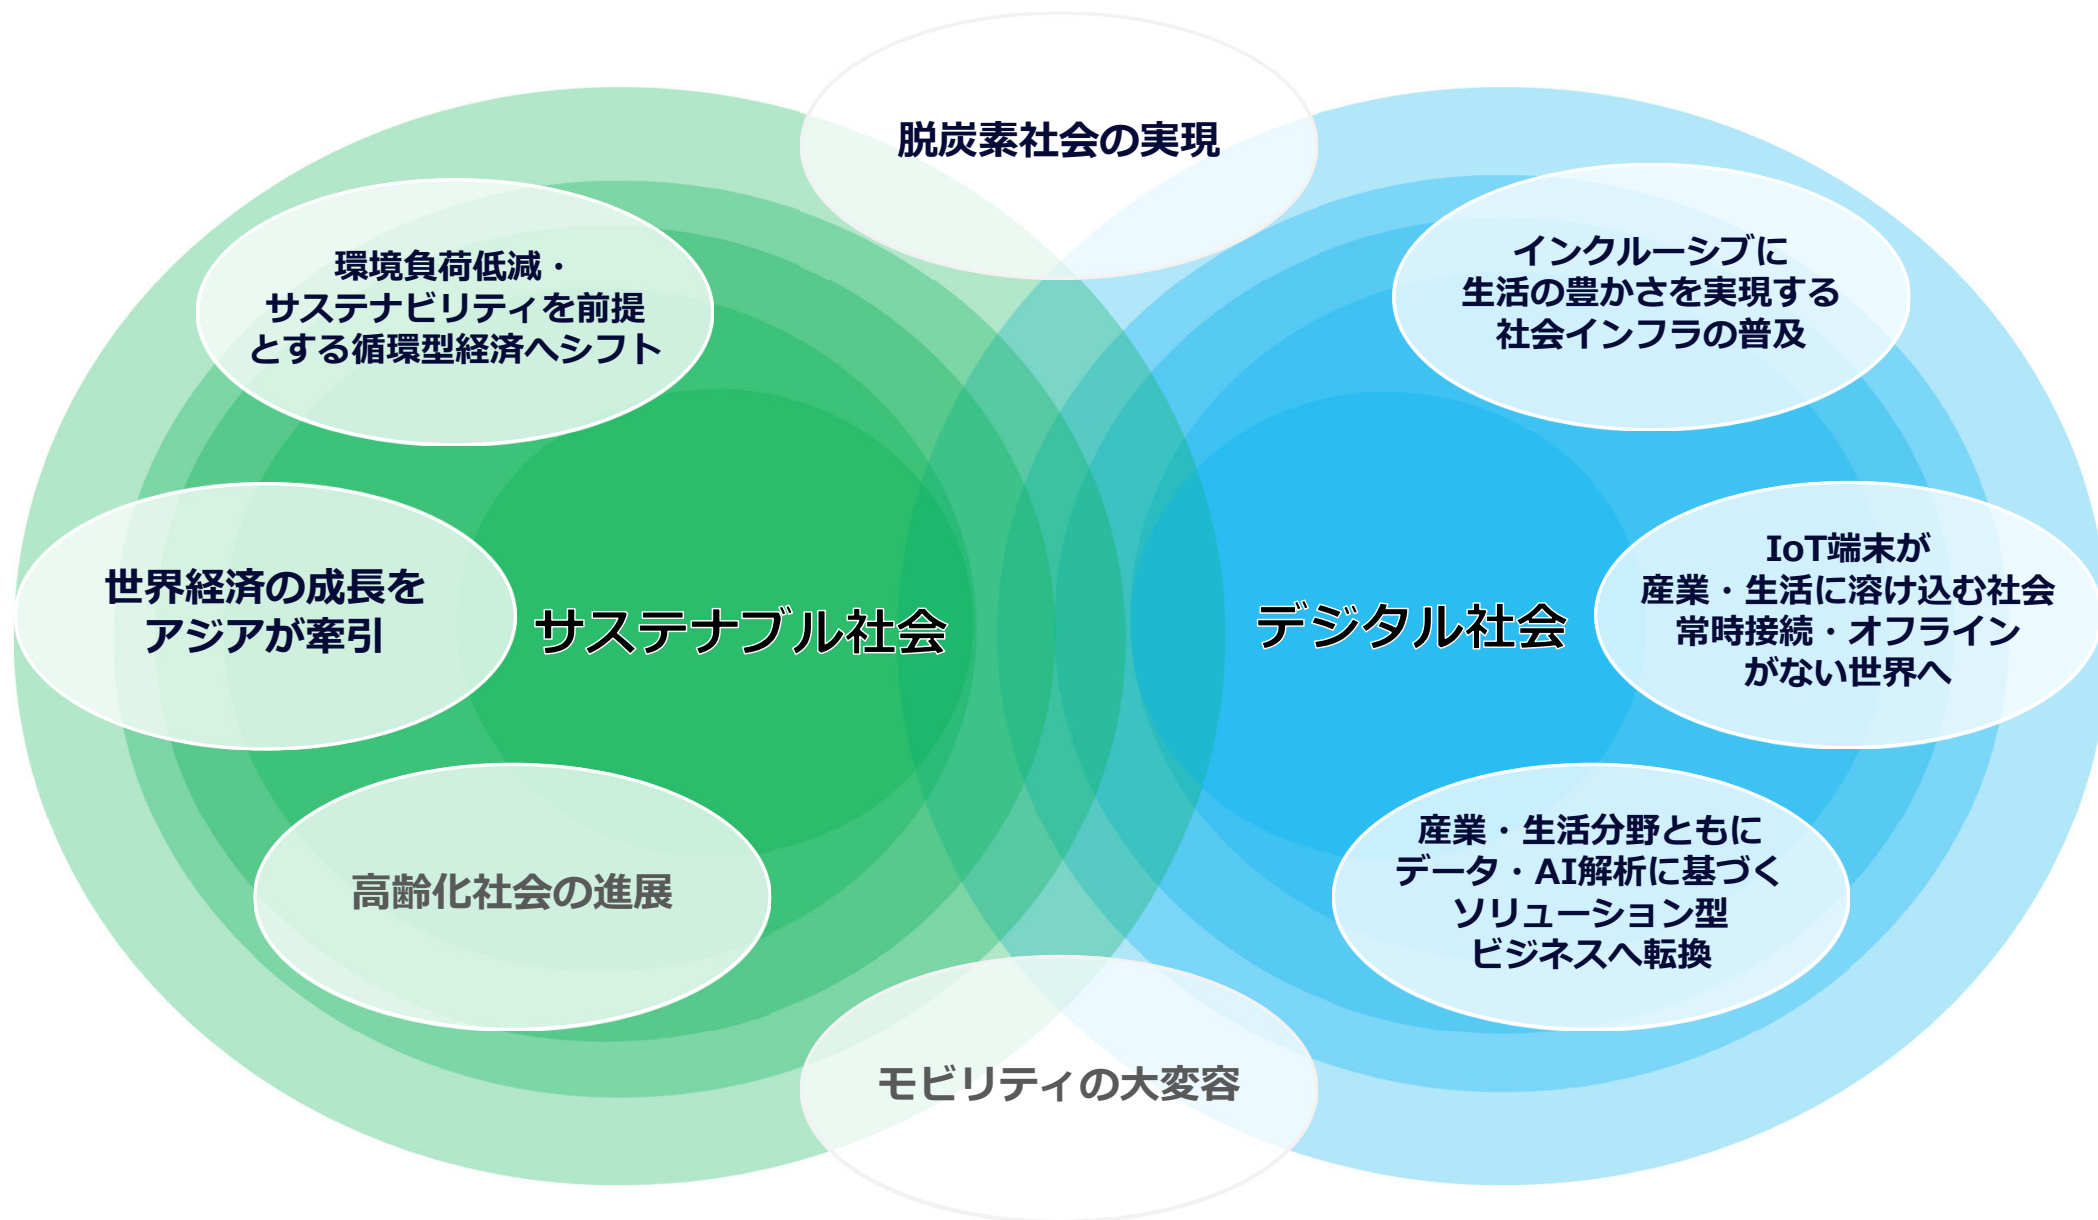 脱炭素社会の実現
環境負荷低減・
サステナビリティを前提
とする循環型経済へシフト
インクルーシブに
生活の豊かさを実現する
社会インフラの普及
世界経済の成長を
アジアが牽引
サステナブル社会
デジタル社会
IoT端末が
産業・生活に溶け込む社会
常時接続・オフライン
がない世界へ
高齢化社会の進展
産業・生活分野ともに
データ・AI解析に基づく
ソリューション型
ビジネスへ転換
モビリティの大変容